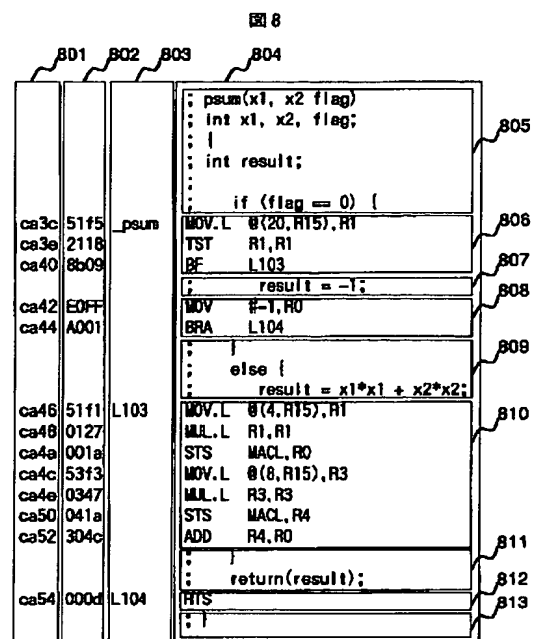 図 8
801 802 803 804
; psum(x1, x2 flag)
; int x1, x2, flag;
; {
; int result;
;
; if (flag == 0) {
805
ca3c 51f5 _psum MOV.L @(20,R15),R1
806
ca3e 2118 TST R1,R1
ca40 8b09 BF L103
; result = -1;
807
ca42 E0FF MOV #-1,R0
808
ca44 A001 BRA L104
; }
; else {
809
; result = x1*x1 + x2*x2;
ca46 51f1 L103 MOV.L @(4,R15),R1
810
ca48 0127 MUL.L R1,R1
ca4a 001a STS MACL,R0
ca4c 53f3 MOV.L @(8,R15),R3
ca4e 0347 MUL.L R3,R3
ca50 041a STS MACL,R4
ca52 304c ADD R4,R0
; }
811
; return(result);
812
ca54 000d L104 RTS
813
; }